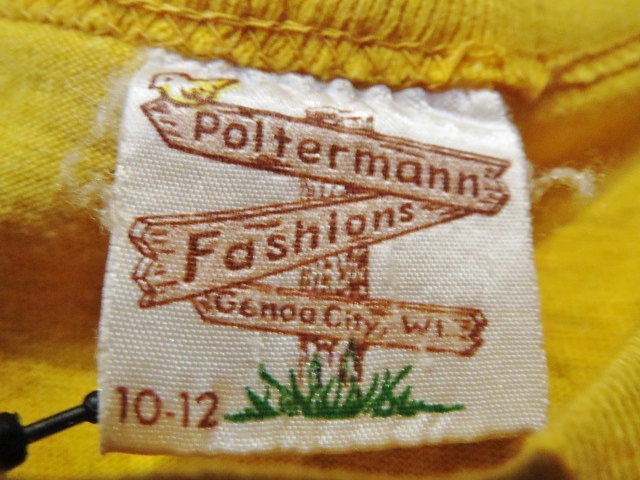 Poltermann
Fashions
Genoa City, WI.
10-12